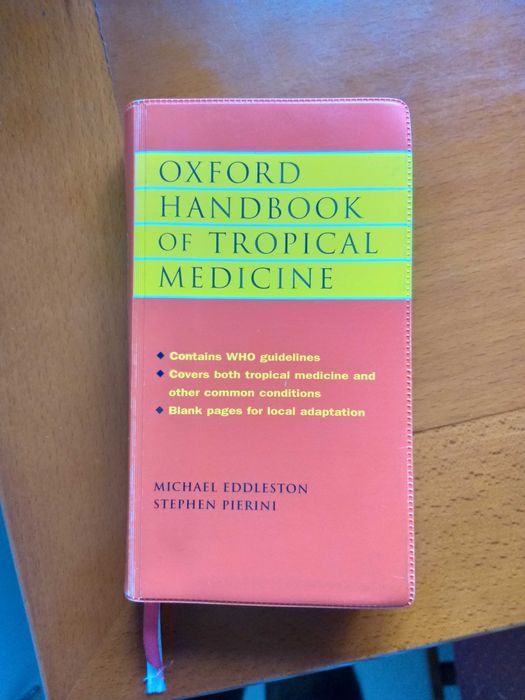 OXFORD
HANDBOOK
OF TROPICAL
MEDICINE
◆ Contains WHO guidelines
◆ Covers both tropical medicine and
other common conditions
◆ Blank pages for local adaptation
MICHAEL EDDLESTON
STEPHEN PIERINI